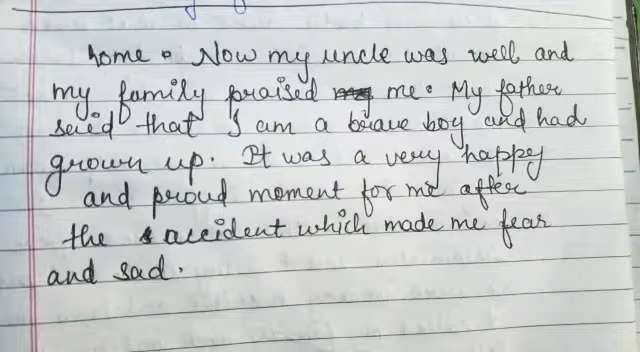 home. Now my uncle was well and
my family praised me. My father
seied that I am a brave boy and had
grown up. It was a very happy
and proud moment for me after
the accident which made me fear
and sad.